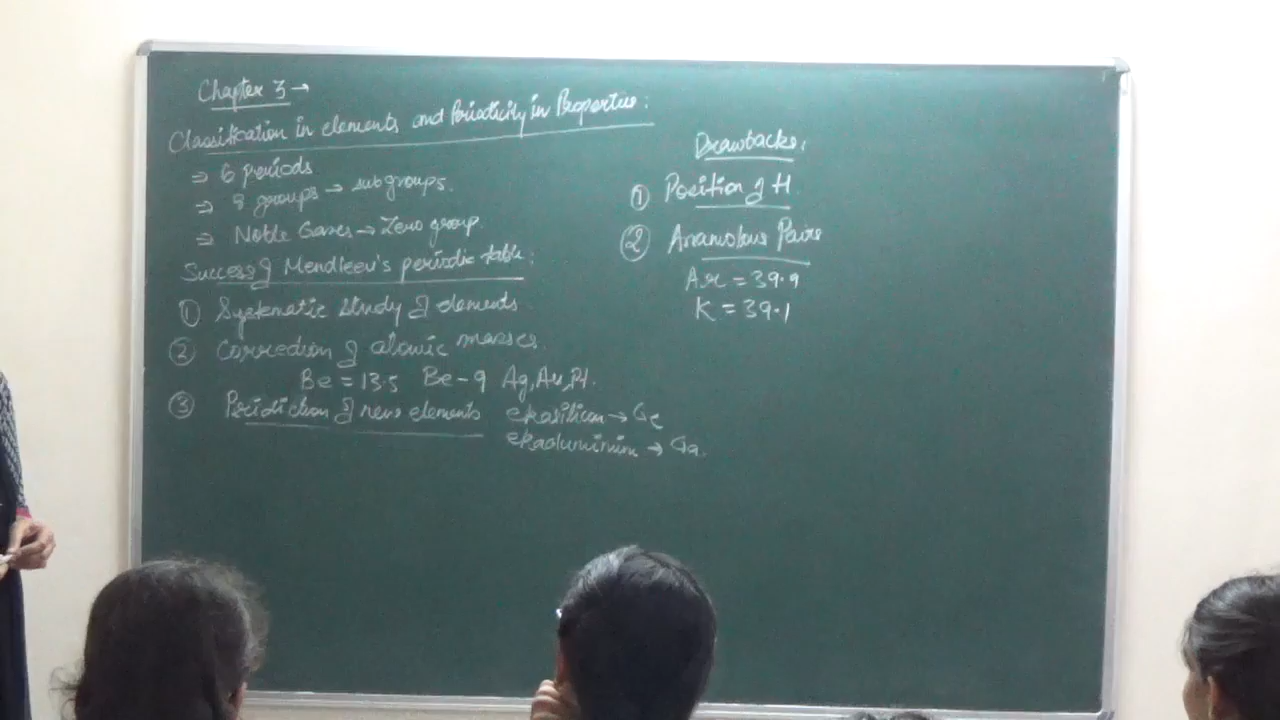 Chapter 3 →
Classification in elements and Periodicity in Properties:
⇒ 6 periods
⇒ 8 groups → subgroups.
⇒ Noble Gases → Zero group.
Success of Mendleev's periodic table:
① Systematic study of elements
② Correction of atomic masses.
Be = 13.5 Be - 9 Ag, Au, Pt.
③ Prediction of new elements ekasilicon → Ge
ekaaluminium → Ga.
Drawbacks:
① Position of H.
② Anamolous Pairs
Ar = 39.9
K = 39.1